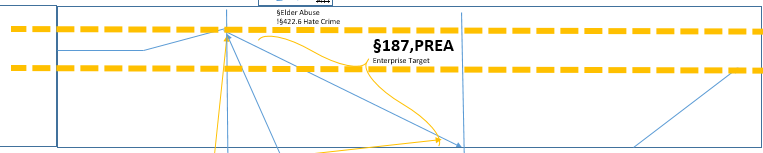 §Elder Abuse
!§422.6 Hate Crime
§187,PREA
Enterprise Target